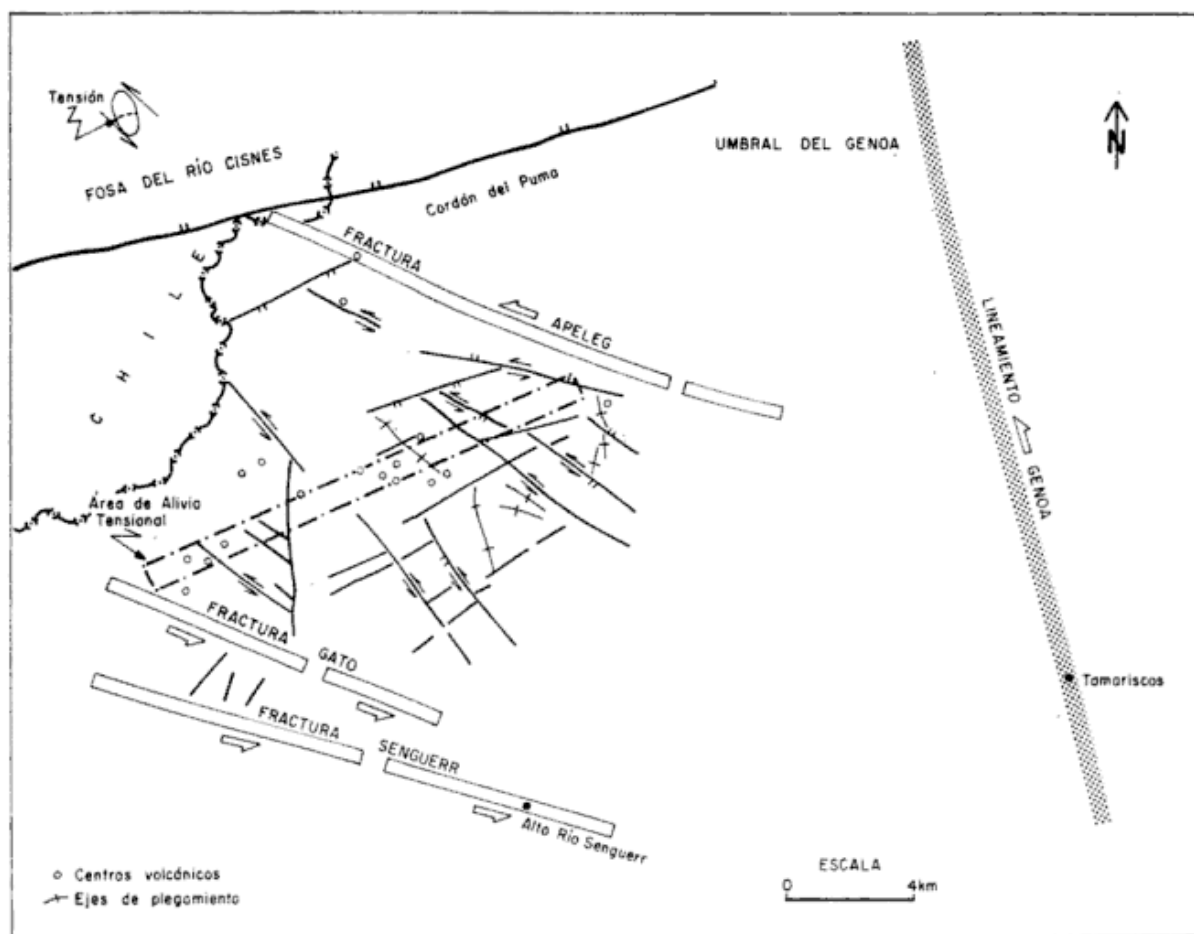 Tensión
FOSA DEL RÍO CISNES
Cordón del Puma
UMBRAL DEL GENOA
N
CHILE
FRACTURA
APELEG
LINEAMIENTO
GENOA
Área de Alivio
Tensional
FRACTURA
GATO
FRACTURA
SENGUERR
Alto Río Senguerr
Tamariscos
Centros volcánicos
Ejes de plegamiento
ESCALA
0 4km